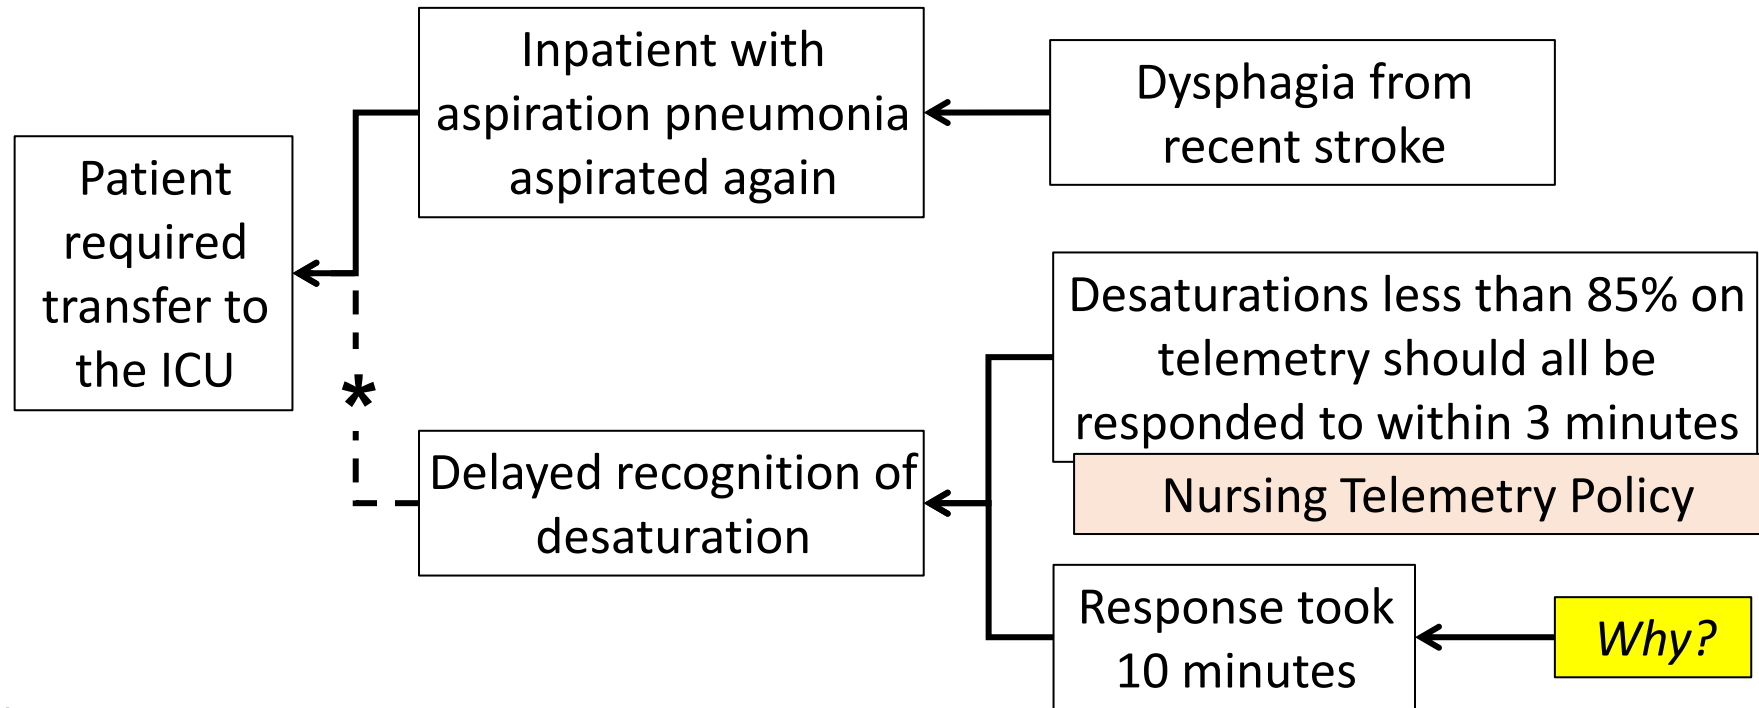 Patient
required
transfer to
the ICU
Inpatient with
aspiration pneumonia
aspirated again
Dysphagia from
recent stroke
*
Delayed recognition of
desaturation
Desaturations less than 85% on
telemetry should all be
responded to within 3 minutes
Nursing Telemetry Policy
Response took
10 minutes
Why?